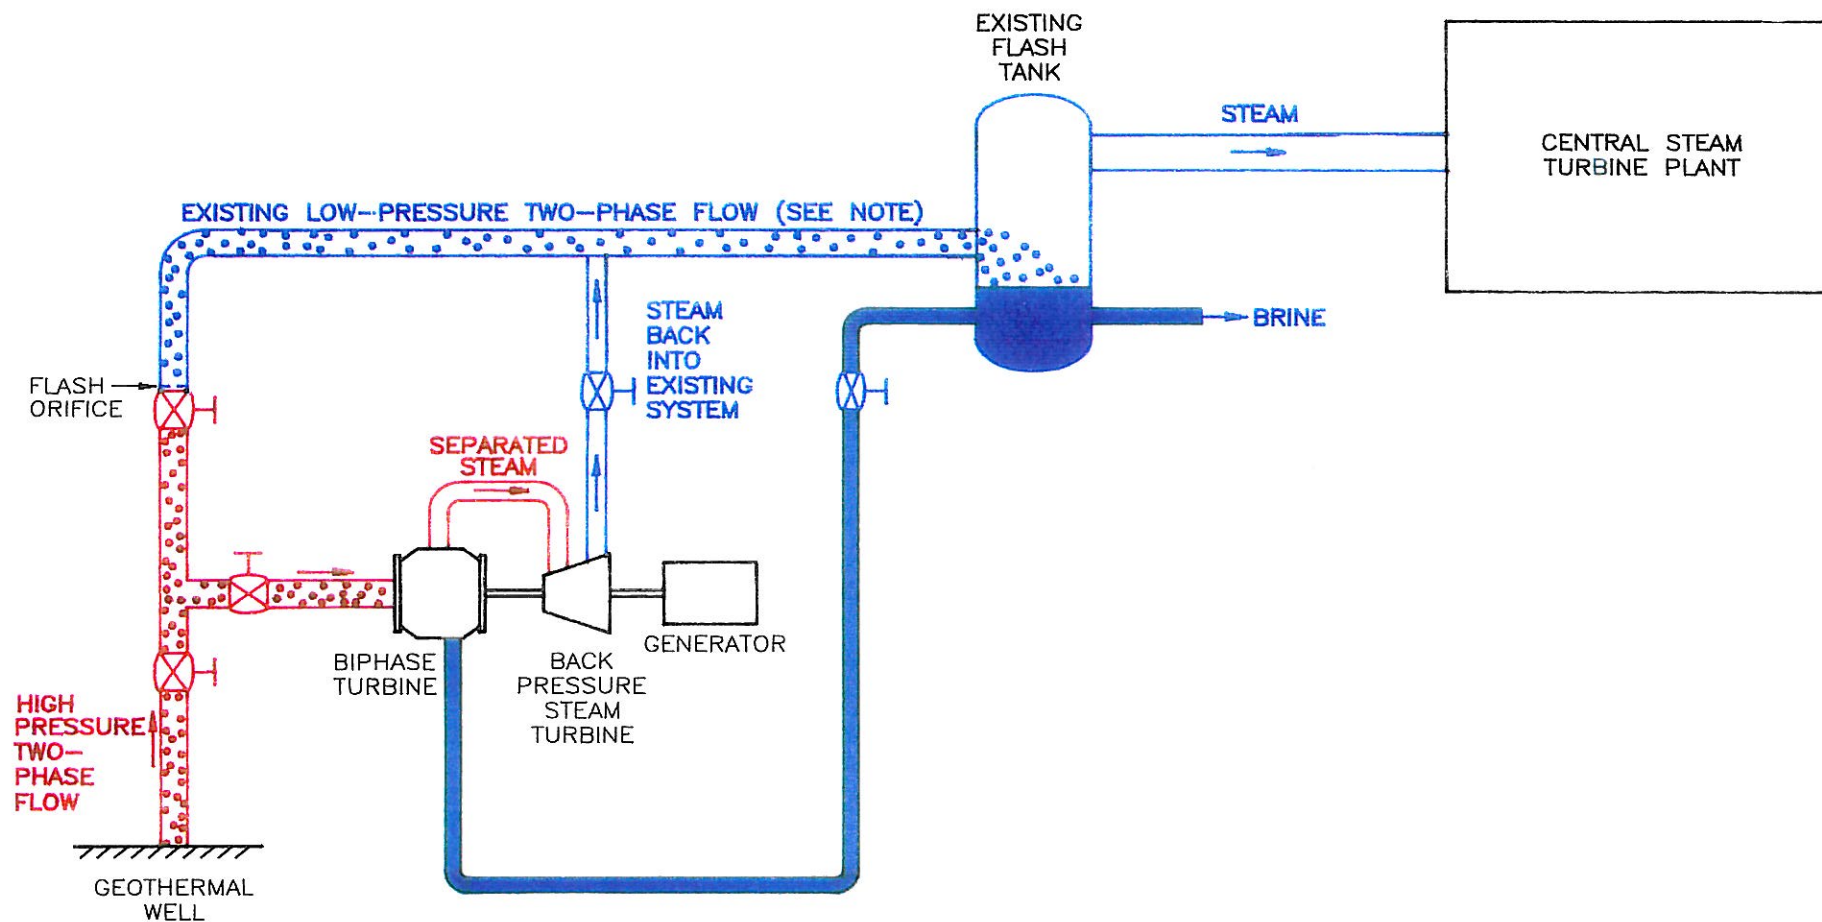 EXISTING
FLASH
TANK
STEAM
CENTRAL STEAM
TURBINE PLANT
EXISTING LOW-PRESSURE TWO-PHASE FLOW (SEE NOTE)
STEAM
BACK
INTO
EXISTING
SYSTEM
BRINE
FLASH
ORIFICE
SEPARATED
STEAM
GENERATOR
BIPHASE
TURBINE
BACK
PRESSURE
STEAM
TURBINE
HIGH
PRESSURE
TWO-
PHASE
FLOW
GEOTHERMAL
WELL